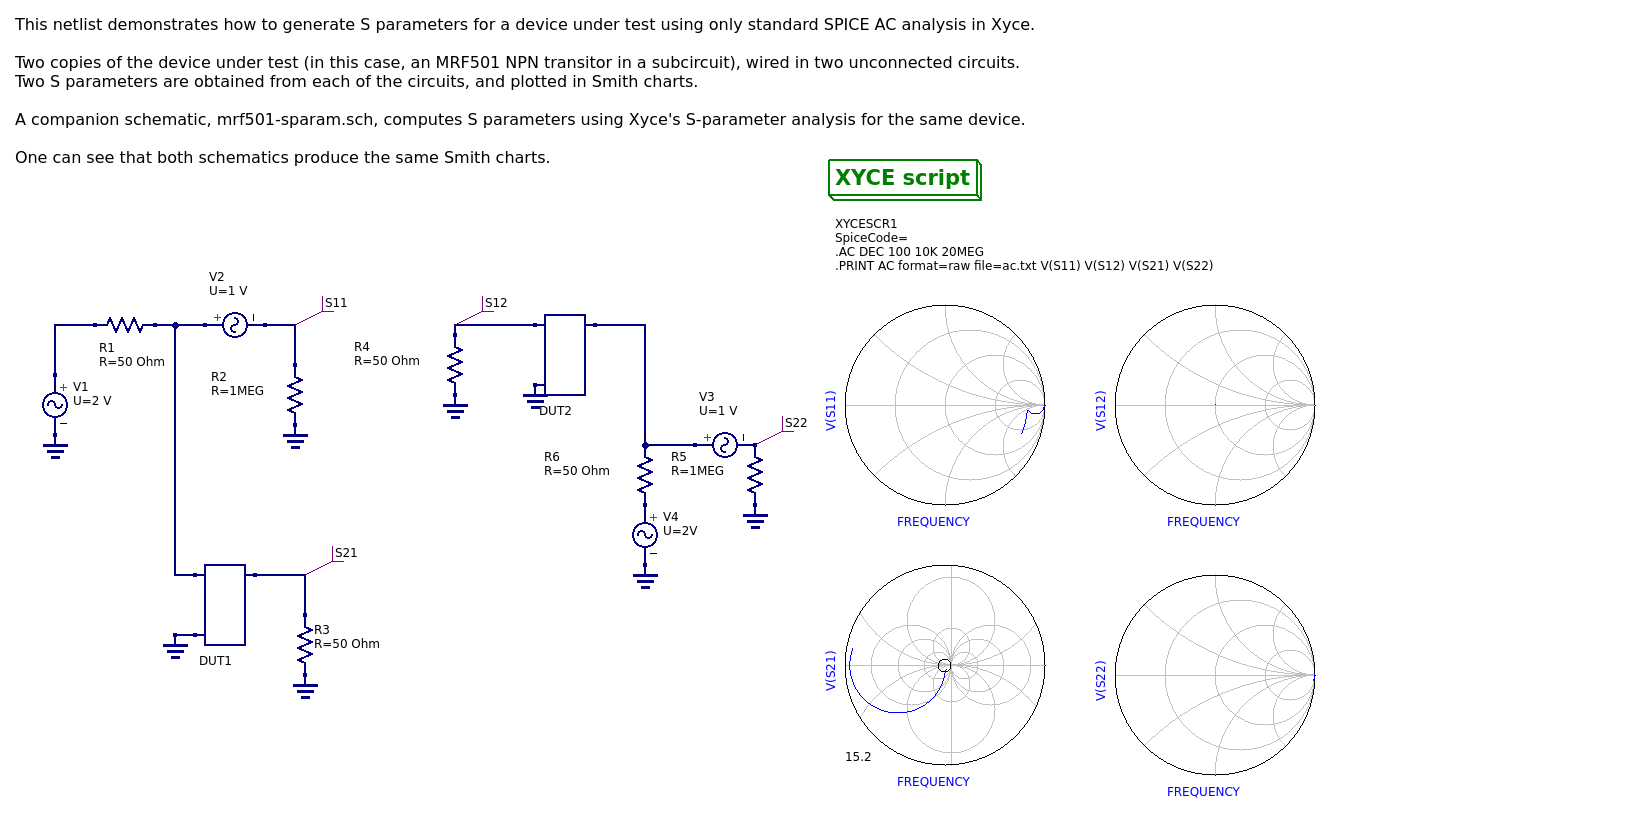 This netlist demonstrates how to generate S parameters for a device under test using only standard SPICE AC analysis in Xyce.
Two copies of the device under test (in this case, an MRF501 NPN transitor in a subcircuit), wired in two unconnected circuits.
Two S parameters are obtained from each of the circuits, and plotted in Smith charts.
A companion schematic, mrf501-sparam.sch, computes S parameters using Xyce's S-parameter analysis for the same device.
One can see that both schematics produce the same Smith charts.
XYCE script
XYCESCR1
SpiceCode=
.AC DEC 100 10K 20MEG
.PRINT AC format=raw file=ac.txt V(S11) V(S12) V(S21) V(S22)
V2
U=1 V
S11
R1
R=50 Ohm
V1
U=2 V
R2
R=1MEG
S12
R4
R=50 Ohm
DUT2
V3
U=1 V
S22
R6
R=50 Ohm
R5
R=1MEG
V4
U=2V
S21
R3
R=50 Ohm
DUT1
V(S11)
FREQUENCY
V(S12)
FREQUENCY
V(S21)
15.2
FREQUENCY
V(S22)
FREQUENCY